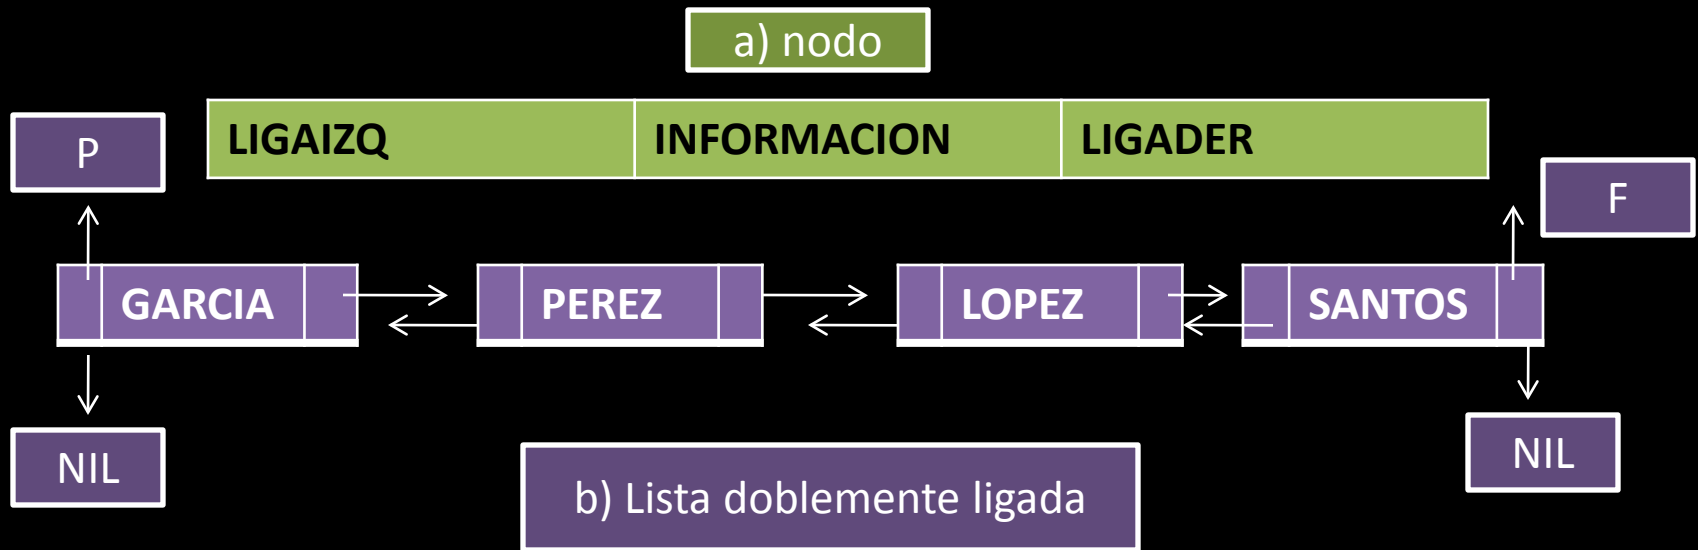 a) nodo
P
LIGAIZQ INFORMACION LIGADER
F
GARCIA PEREZ LOPEZ SANTOS
NIL
NIL
b) Lista doblemente ligada